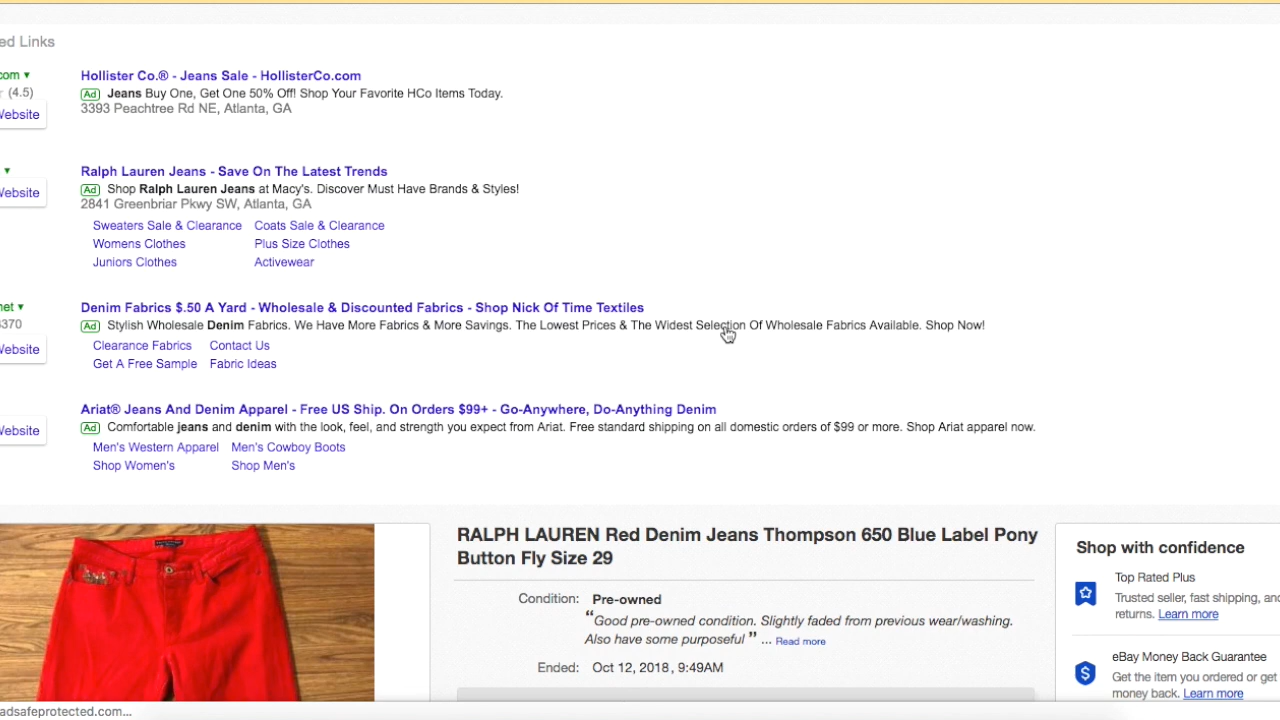 ed Links
com ▾
Hollister Co.® - Jeans Sale - HollisterCo.com
(4.5)
Ad Jeans Buy One, Get One 50% Off! Shop Your Favorite HCo Items Today.
Website
3393 Peachtree Rd NE, Atlanta, GA
Ralph Lauren Jeans - Save On The Latest Trends
Website
Ad Shop Ralph Lauren Jeans at Macy's. Discover Must Have Brands & Styles!
2841 Greenbriar Pkwy SW, Atlanta, GA
Sweaters Sale & Clearance Coats Sale & Clearance
Womens Clothes Plus Size Clothes
Juniors Clothes Activewear
net ▾
Denim Fabrics $.50 A Yard - Wholesale & Discounted Fabrics - Shop Nick Of Time Textiles
3370
Ad Stylish Wholesale Denim Fabrics. We Have More Fabrics & More Savings. The Lowest Prices & The Widest Selection Of Wholesale Fabrics Available. Shop Now!
Website
Clearance Fabrics Contact Us
Get A Free Sample Fabric Ideas
Ariat® Jeans And Denim Apparel - Free US Ship. On Orders $99+ - Go-Anywhere, Do-Anything Denim
Website
Ad Comfortable jeans and denim with the look, feel, and strength you expect from Ariat. Free standard shipping on all domestic orders of $99 or more. Shop Ariat apparel now.
Men's Western Apparel Men's Cowboy Boots
Shop Women's Shop Men's
RALPH LAUREN Red Denim Jeans Thompson 650 Blue Label Pony
Button Fly Size 29
Condition: Pre-owned
"Good pre-owned condition. Slightly faded from previous wear/washing.
Also have some purposeful " ... Read more
Ended: Oct 12, 2018 , 9:49AM
Shop with confidence
Top Rated Plus
Trusted seller, fast shipping, and
returns. Learn more
eBay Money Back Guarantee
Get the item you ordered or get
money back. Learn more
adsafeprotected.com...